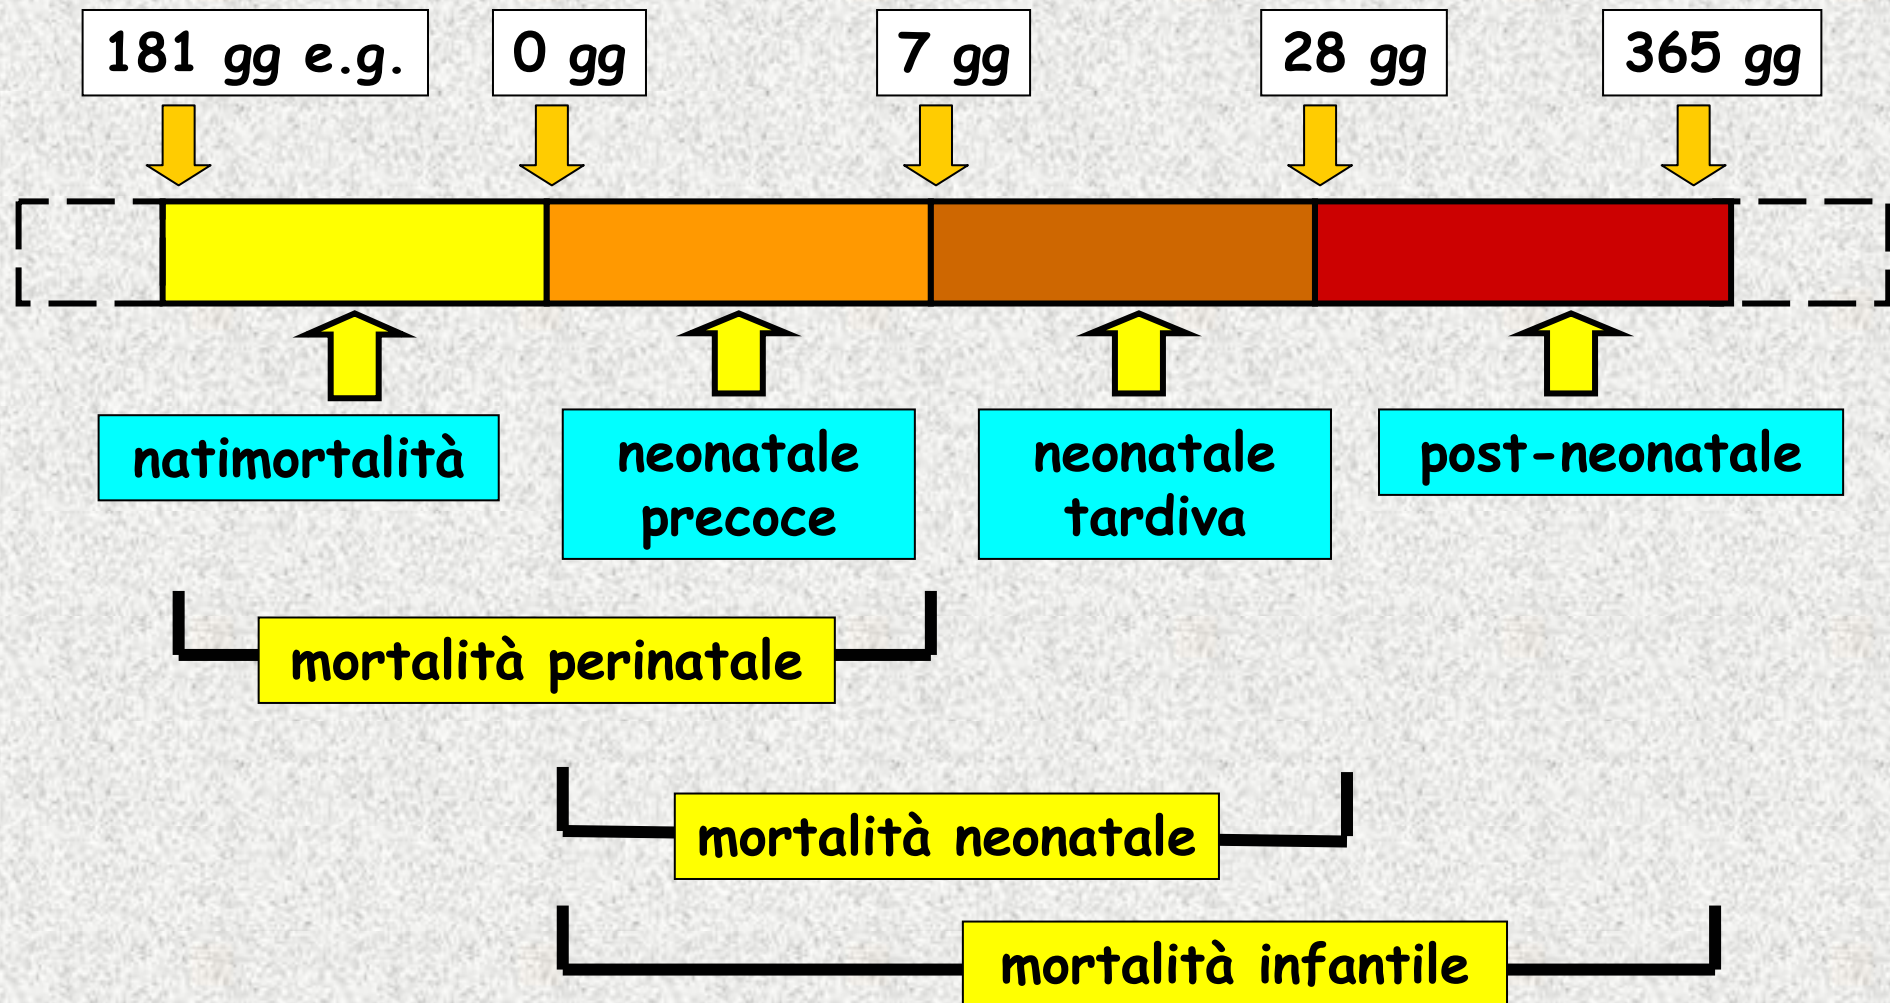 181 gg e.g.
0 gg
7 gg
28 gg
365 gg
natimortalità
neonatale
precoce
neonatale
tardiva
post-neonatale
mortalità perinatale
mortalità neonatale
mortalità infantile